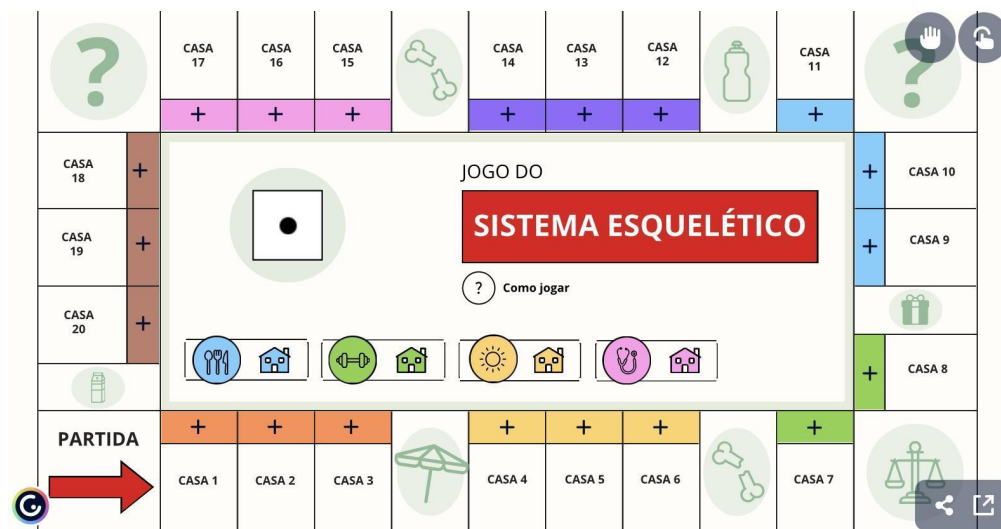 CASA
17
CASA
16
CASA
15
CASA
14
CASA
13
CASA
12
CASA
11
?
?
CASA
18
CASA
19
CASA
20
CASA 10
CASA 9
CASA 8
JOGO DO
SISTEMA ESQUELÉTICO
? Como jogar
PARTIDA
CASA 1
CASA 2
CASA 3
CASA 4
CASA 5
CASA 6
CASA 7